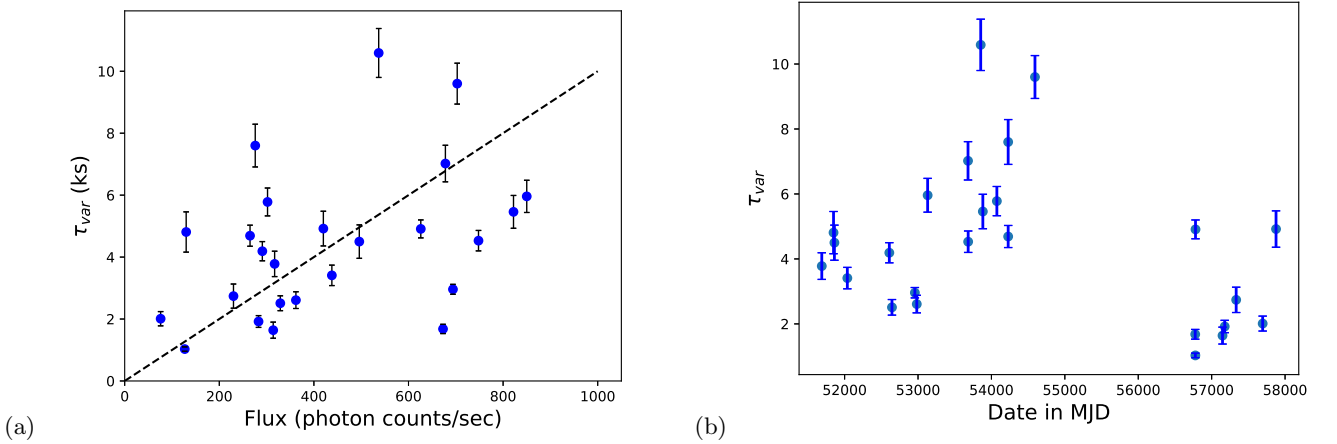 10
8
6
4
2
0
τvar (ks)
0 200 400 600 800 1000
Flux (photon counts/sec)
(a)
10
8
6
4
2
τvar
52000 53000 54000 55000 56000 57000 58000
Date in MJD
(b)